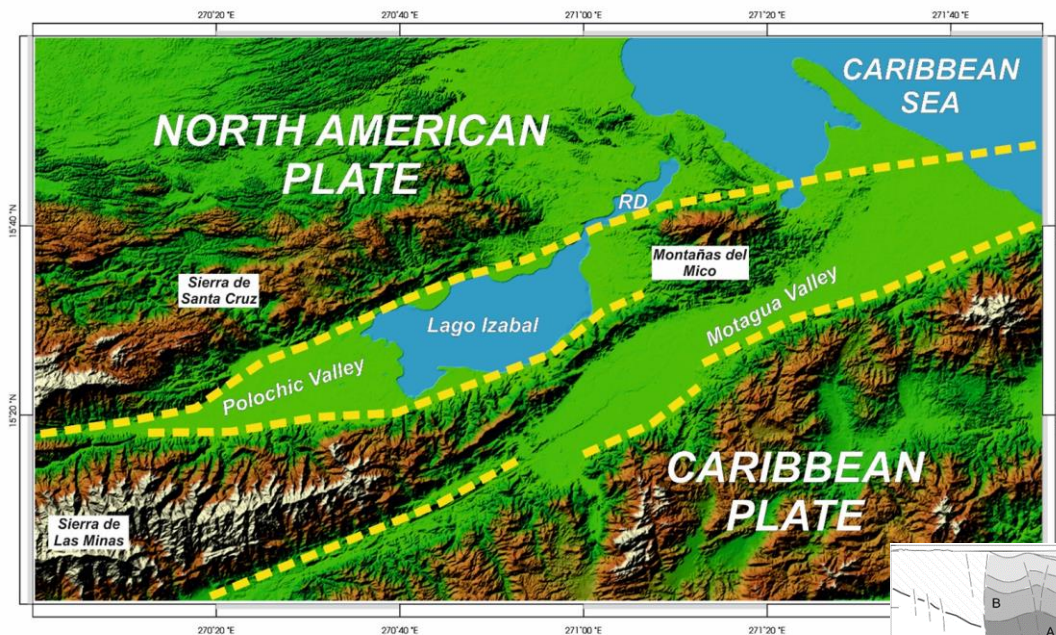 270°20'E
270°40'E
271°00'E
271°20'E
271°40'E
CARIBBEAN
SEA
NORTH AMERICAN
PLATE
RD
15°40'N
Montañas del
Mico
Sierra de
Santa Cruz
Lago Izabal
Motagua Valley
Polochic Valley
15°20'N
CARIBBEAN
PLATE
Sierra de
Las Minas
B
A
270°20'E
270°40'E
271°00'E
271°20'E